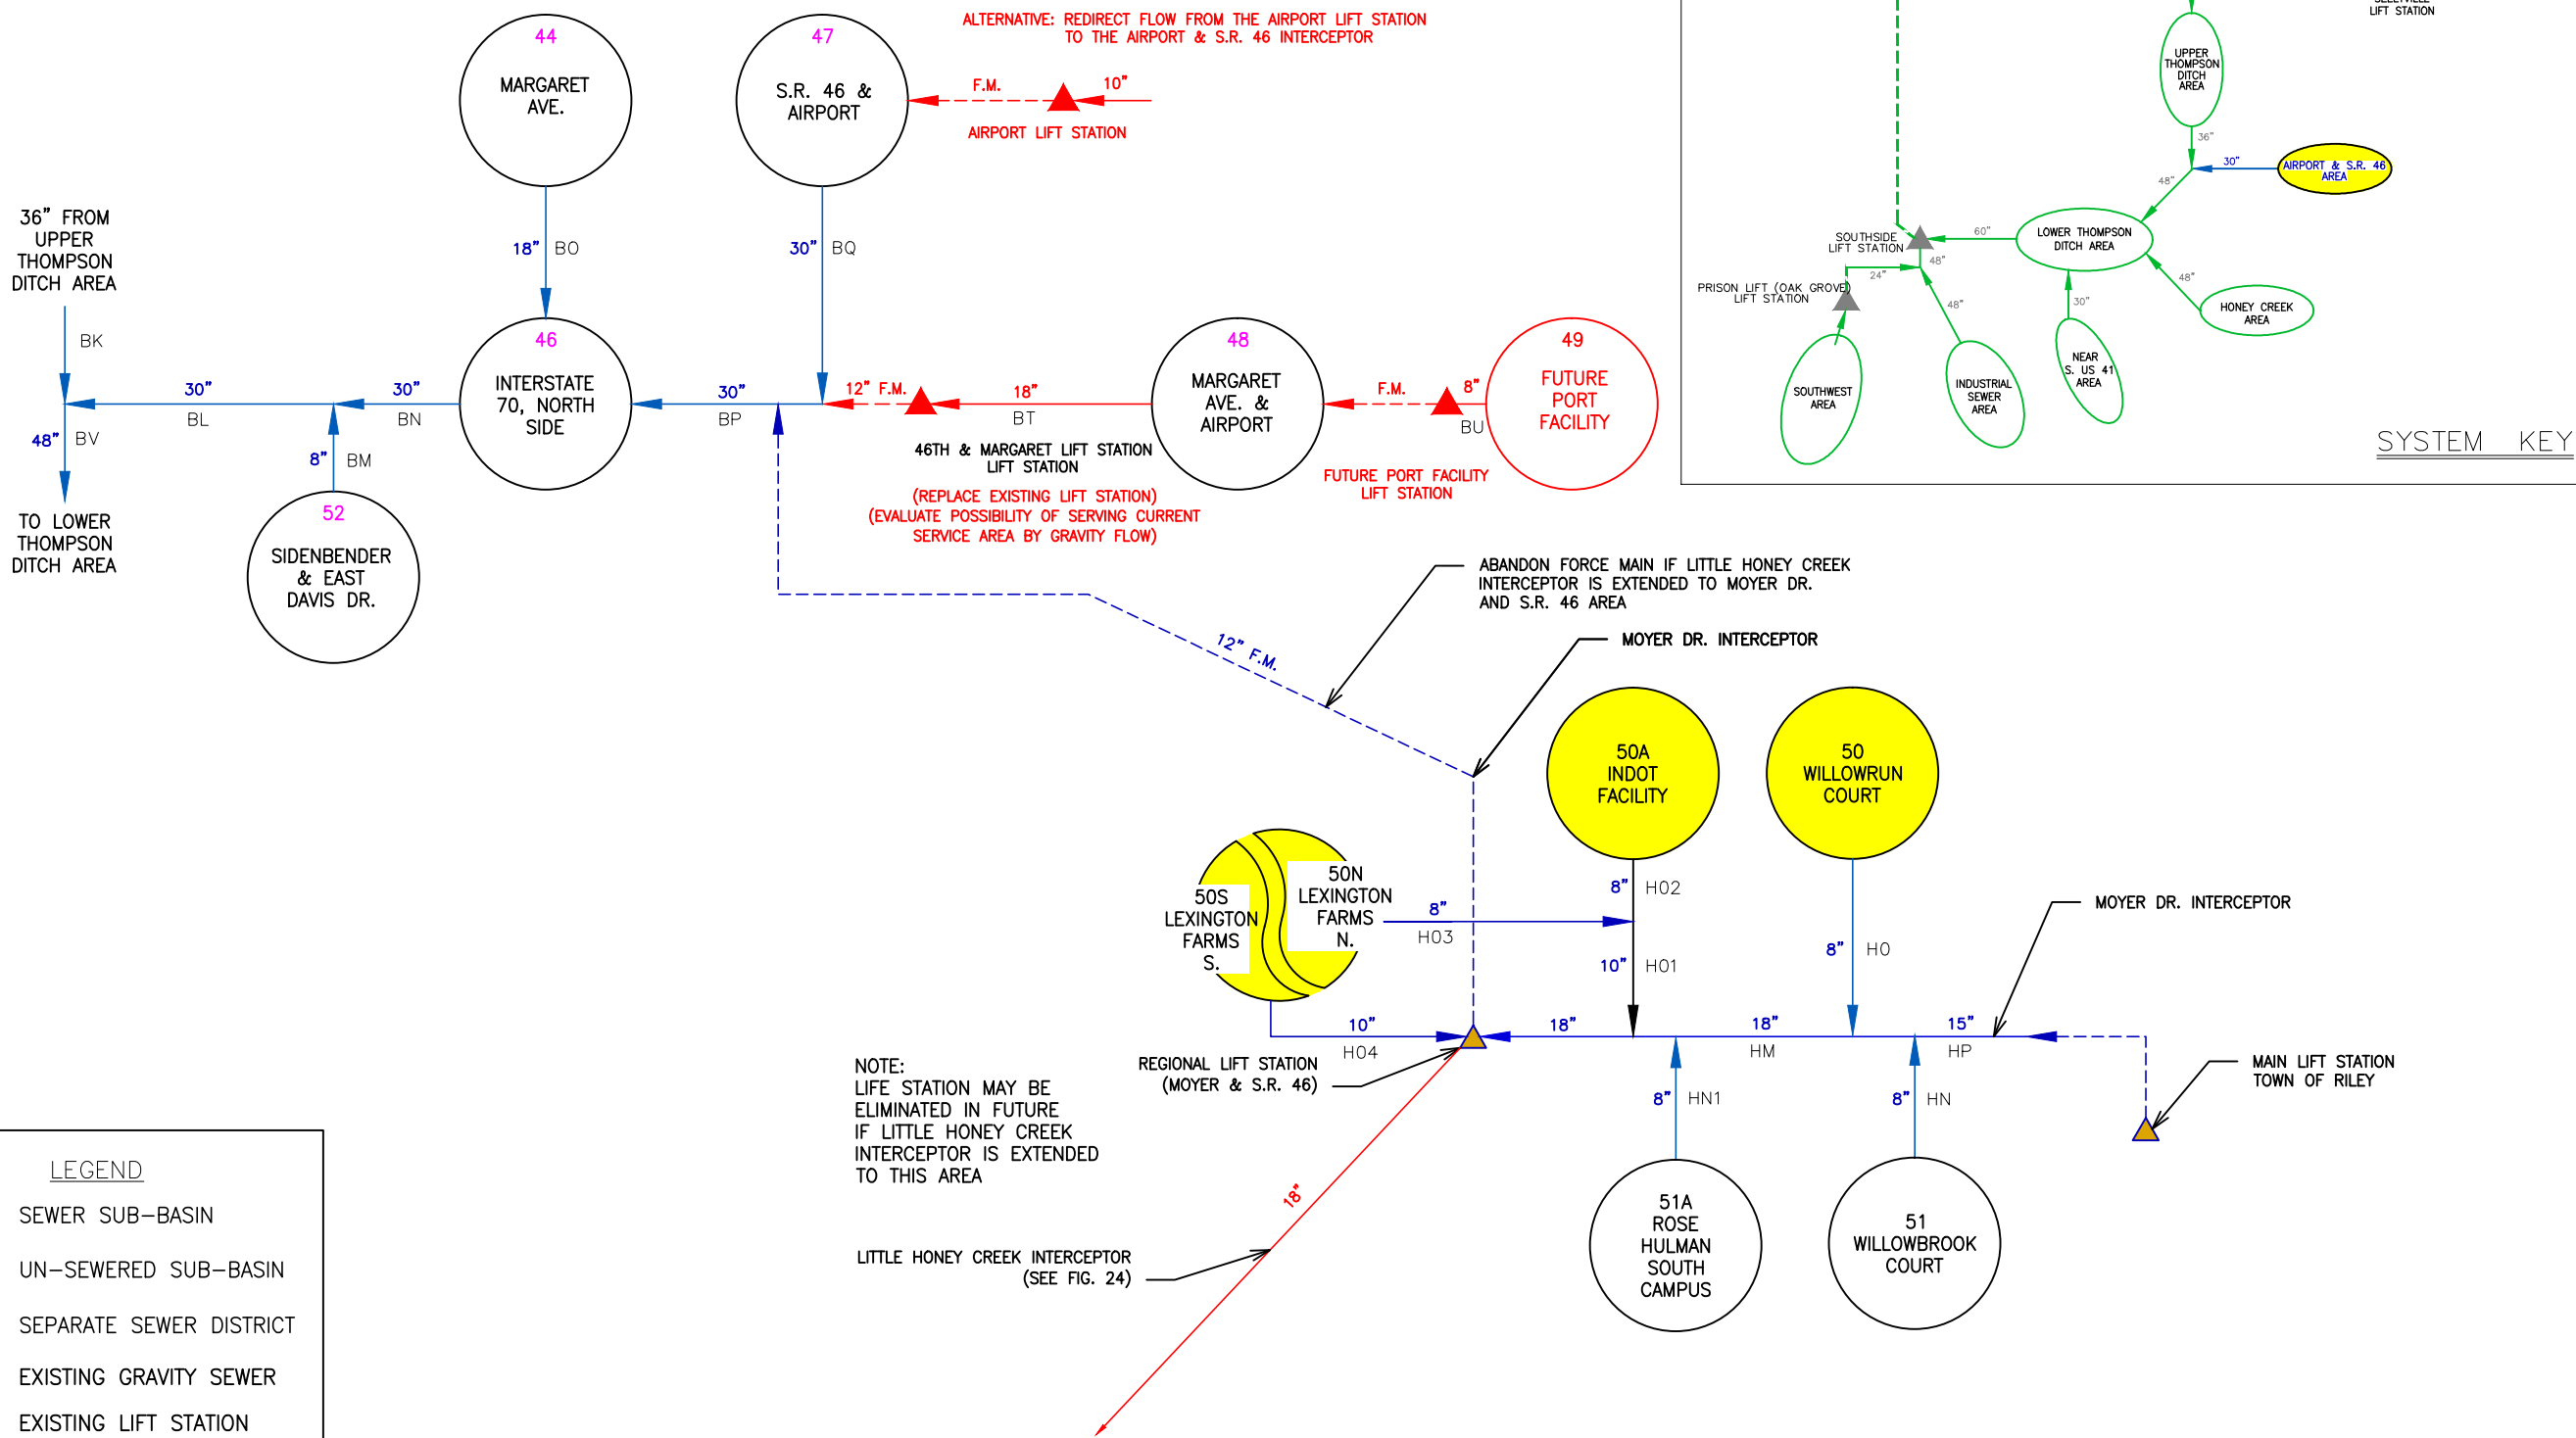 ALTERNATIVE: REDIRECT FLOW FROM THE AIRPORT LIFT STATION
TO THE AIRPORT & S.R. 46 INTERCEPTOR
44
MARGARET
AVE.
47
S.R. 46 &
AIRPORT
F.M.
10"
AIRPORT LIFT STATION
36" FROM
UPPER
THOMPSON
DITCH AREA
18"
BO
30"
BQ
BK
46
INTERSTATE
70, NORTH
SIDE
48
MARGARET
AVE. &
AIRPORT
49
FUTURE
PORT
FACILITY
30"
BL
30"
BN
30"
BP
12" F.M.
18"
BT
F.M.
8"
BU
48"
BV
8"
BM
46TH & MARGARET LIFT STATION
LIFT STATION
(REPLACE EXISTING LIFT STATION)
(EVALUATE POSSIBILITY OF SERVING CURRENT
SERVICE AREA BY GRAVITY FLOW)
FUTURE PORT FACILITY
LIFT STATION
TO LOWER
THOMPSON
DITCH AREA
52
SIDENBENDER
& EAST
DAVIS DR.
LIFT STATION
UPPER
THOMPSON
DITCH
AREA
36"
30"
AIRPORT & S.R. 46
AREA
48"
SOUTHSIDE
LIFT STATION
60"
LOWER THOMPSON
DITCH AREA
48"
24"
PRISON LIFT (OAK GROVE)
LIFT STATION
48"
30"
48"
HONEY CREEK
AREA
SOUTHWEST
AREA
INDUSTRIAL
SEWER
AREA
NEAR
S. US 41
AREA
SYSTEM KEY
ABANDON FORCE MAIN IF LITTLE HONEY CREEK
INTERCEPTOR IS EXTENDED TO MOYER DR.
AND S.R. 46 AREA
MOYER DR. INTERCEPTOR
12" F.M.
50A
INDOT
FACILITY
50
WILLOWRUN
COURT
50S
LEXINGTON
FARMS
S.
50N
LEXINGTON
FARMS
N.
8"
H02
8"
H03
10"
H01
8"
HO
MOYER DR. INTERCEPTOR
10"
H04
18"
18"
HM
15"
HP
REGIONAL LIFT STATION
(MOYER & S.R. 46)
MAIN LIFT STATION
TOWN OF RILEY
8"
HN1
8"
HN
NOTE:
LIFE STATION MAY BE
ELIMINATED IN FUTURE
IF LITTLE HONEY CREEK
INTERCEPTOR IS EXTENDED
TO THIS AREA
18"
LITTLE HONEY CREEK INTERCEPTOR
(SEE FIG. 24)
51A
ROSE
HULMAN
SOUTH
CAMPUS
51
WILLOWBROOK
COURT
LEGEND
SEWER SUB-BASIN
UN-SEWERED SUB-BASIN
SEPARATE SEWER DISTRICT
EXISTING GRAVITY SEWER
EXISTING LIFT STATION